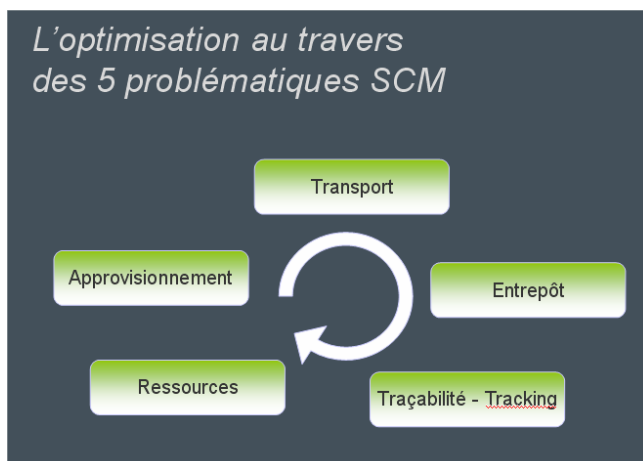 L'optimisation au travers
des 5 problématiques SCM
Transport
Approvisionnement
Entrepôt
Ressources
Traçabilité - Tracking